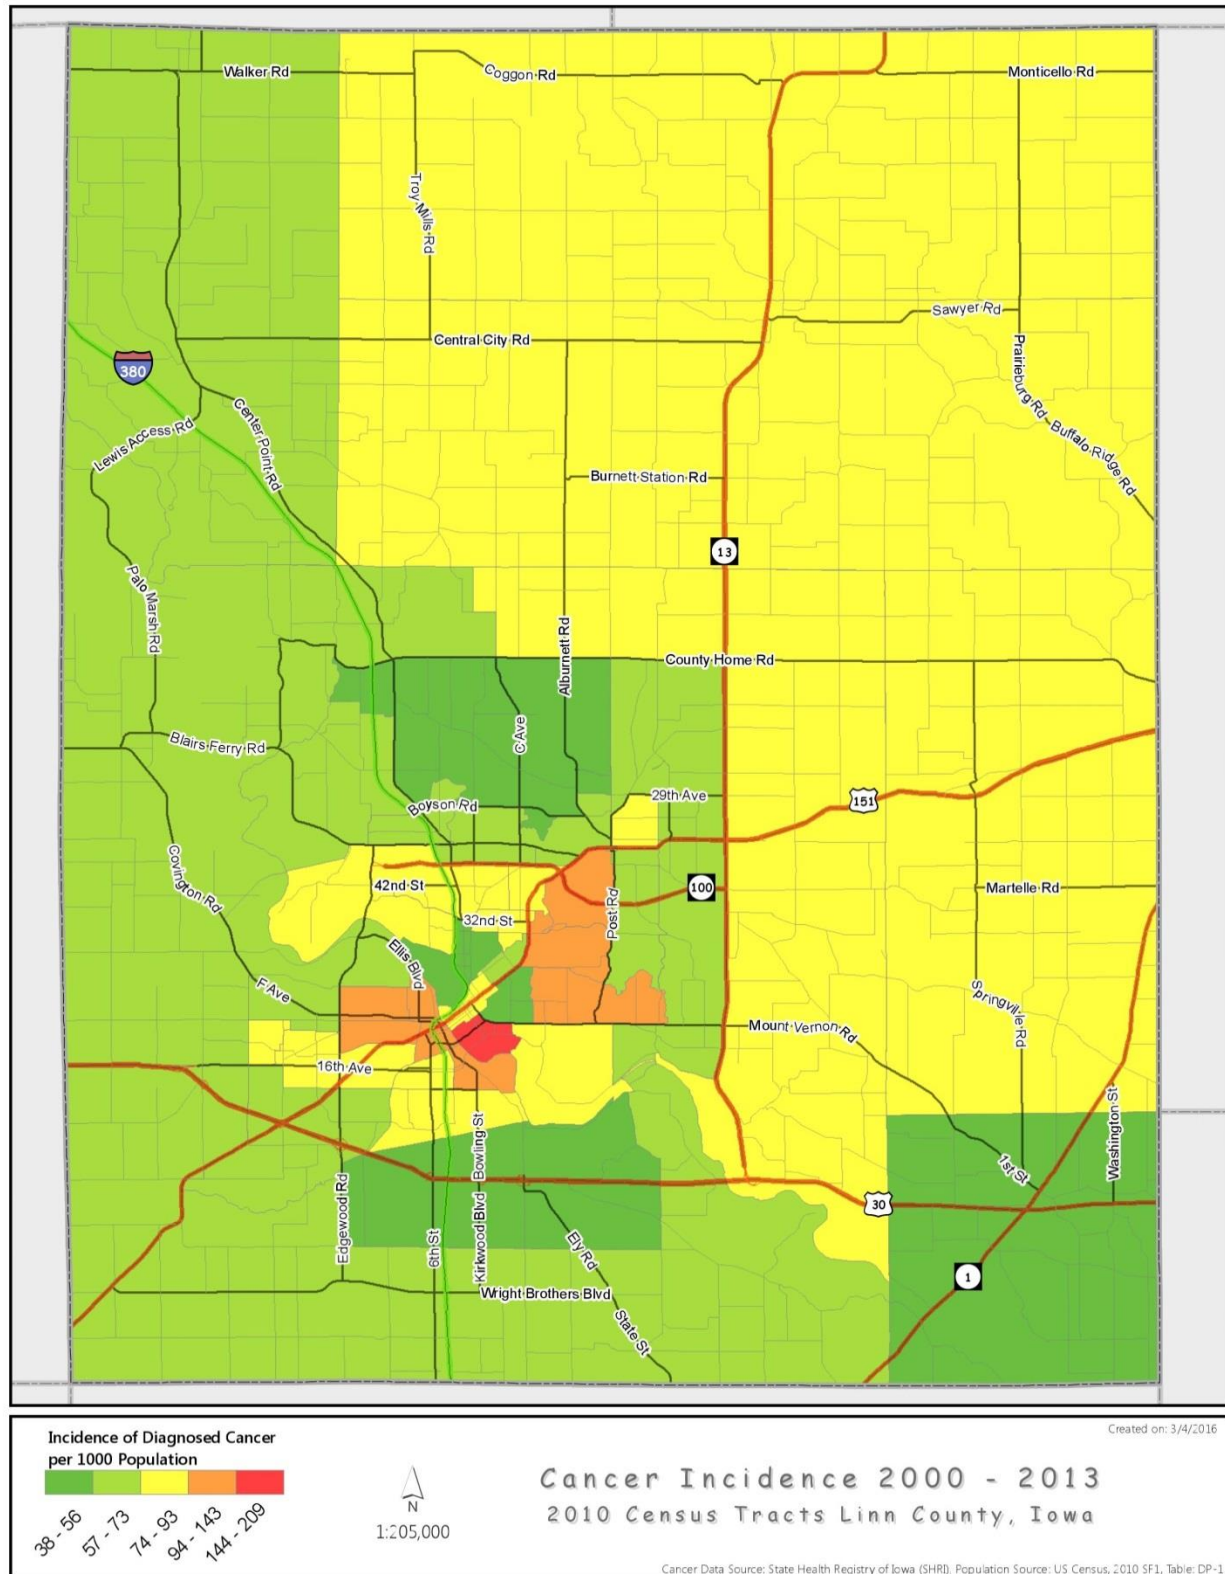 Walker Rd
Coggon Rd
Monticello Rd
Troy Mills Rd
Sawyer Rd
Central City Rd
Prairieburg Rd
380
Center Point Rd
Lewis Access Rd
Buffalo Ridge Rd
Burnett Station Rd
13
Palo Marsh Rd
Alburnett Rd
County Home Rd
C Ave
Blairs Ferry Rd
29th Ave
151
Boyson Rd
Covington Rd
42nd St
100
Martelle Rd
Post Rd
32nd St
Ellis Blvd
F Ave
Springville Rd
Mount Vernon Rd
16th Ave
Washington St
Bowling St
1st St
Edgewood Rd
6th St
Kirkwood Blvd
30
Ely Rd
1
Wright Brothers Blvd
State St
Created on: 3/4/2016
Incidence of Diagnosed Cancer
per 1000 Population
38 - 56
57 - 73
74 - 93
94 - 143
144 - 209
N
1:205,000
Cancer Incidence 2000 - 2013
2010 Census Tracts Linn County, Iowa
Cancer Data Source: State Health Registry of Iowa (SHRI). Population Source: US Census, 2010 SF1, Table: DP-1